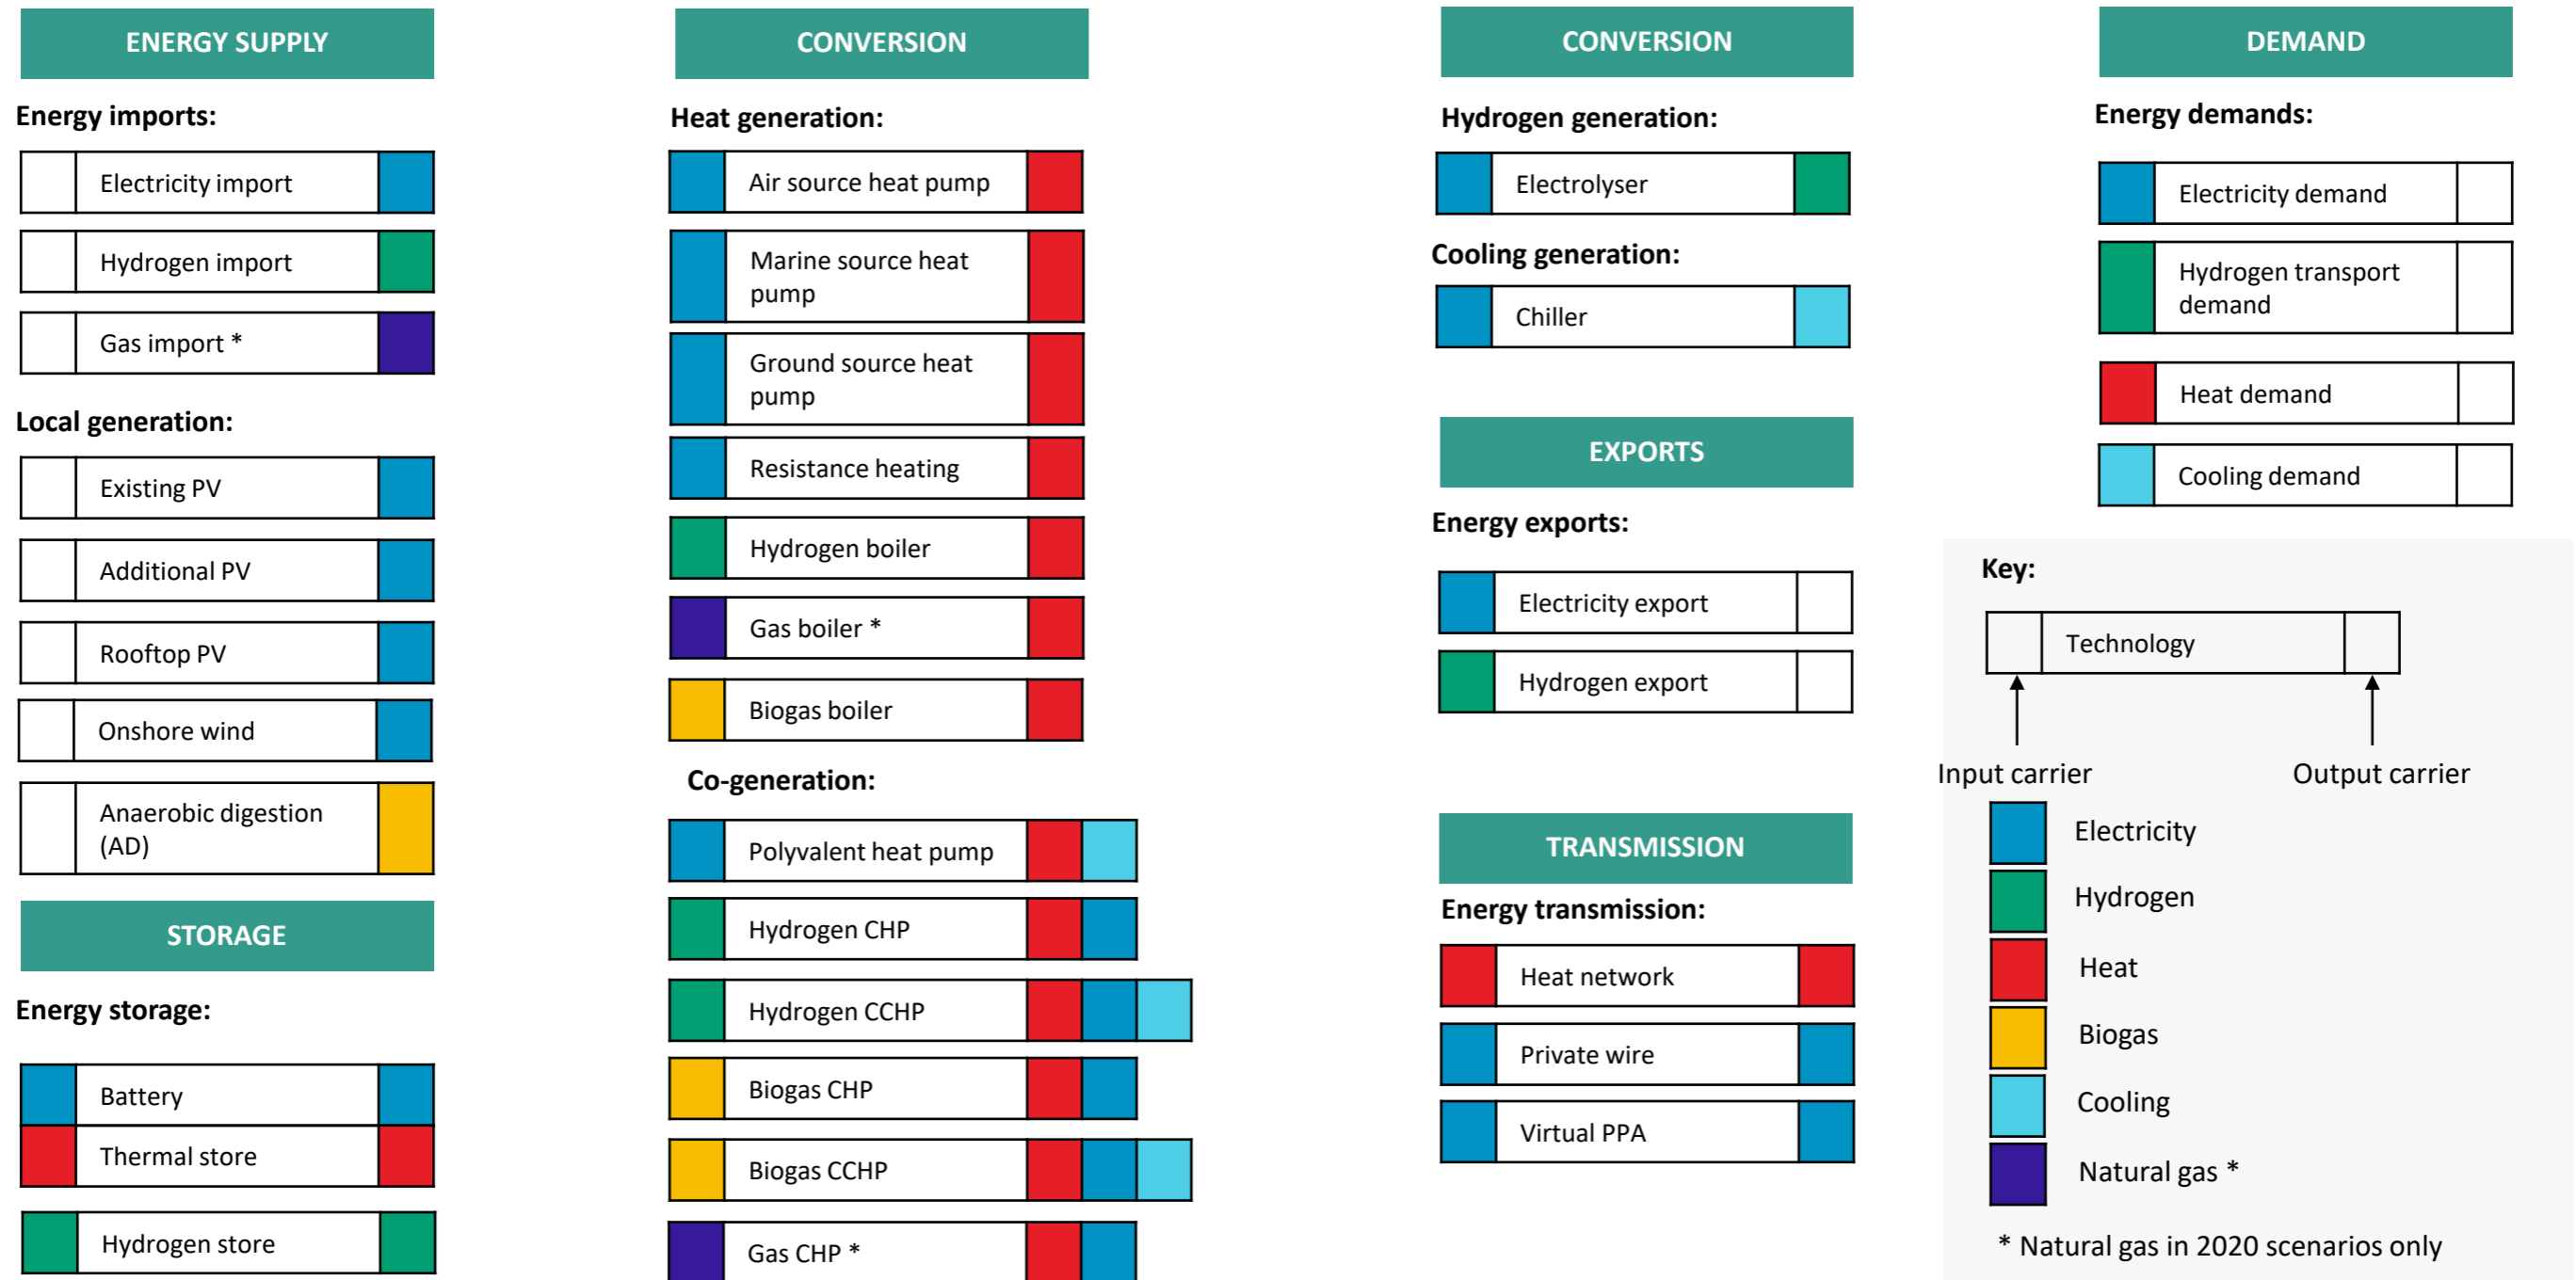 ENERGY SUPPLY
Energy imports:
Electricity import
Hydrogen import
Gas import *
Local generation:
Existing PV
Additional PV
Rooftop PV
Onshore wind
Anaerobic digestion
(AD)
STORAGE
Energy storage:
Battery
Thermal store
Hydrogen store
CONVERSION
Heat generation:
Air source heat pump
Marine source heat
pump
Ground source heat
pump
Resistance heating
Hydrogen boiler
Gas boiler *
Biogas boiler
Co-generation:
Polyvalent heat pump
Hydrogen CHP
Hydrogen CCHP
Biogas CHP
Biogas CCHP
Gas CHP *
CONVERSION
Hydrogen generation:
Electrolyser
Cooling generation:
Chiller
EXPORTS
Energy exports:
Electricity export
Hydrogen export
TRANSMISSION
Energy transmission:
Heat network
Private wire
Virtual PPA
DEMAND
Energy demands:
Electricity demand
Hydrogen transport
demand
Heat demand
Cooling demand
Key:
Technology
Input carrier
Output carrier
Electricity
Hydrogen
Heat
Biogas
Cooling
Natural gas *
* Natural gas in 2020 scenarios only